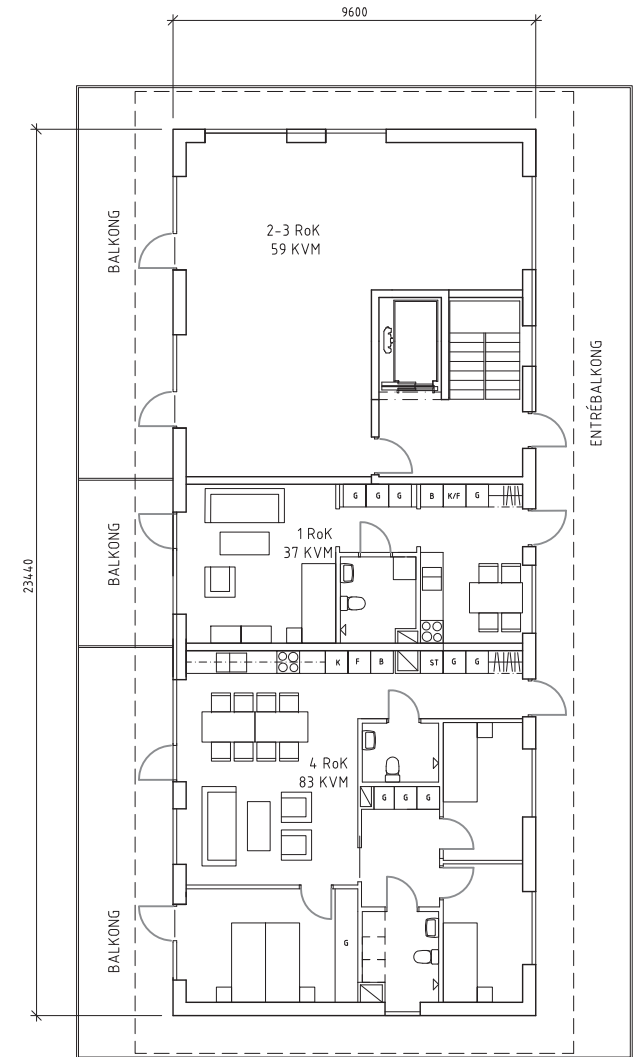 9600
BALKONG
2-3 RoK
59 KVM
ENTRÉBALKONG
23440
G G G B K/F G
BALKONG
1 RoK
37 KVM
K F B ST G G
4 RoK
83 KVM
G G G
BALKONG
G